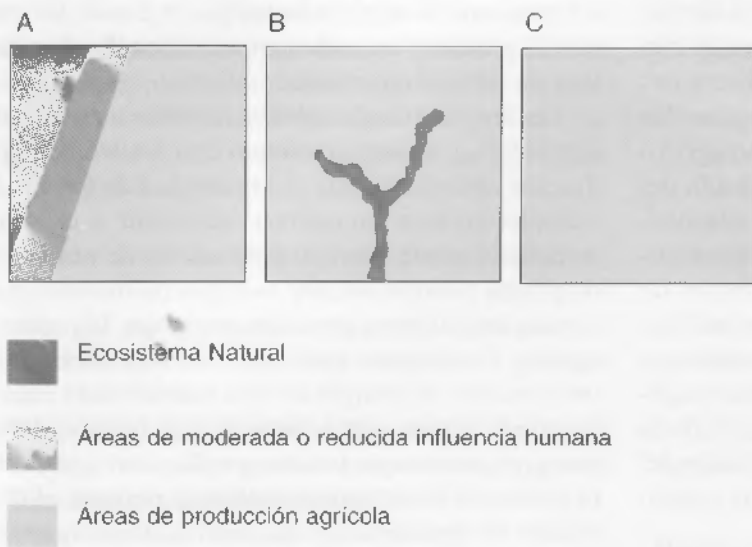 A B C
Ecosistema Natural
Áreas de moderada o reducida influencia humana
Áreas de producción agrícola